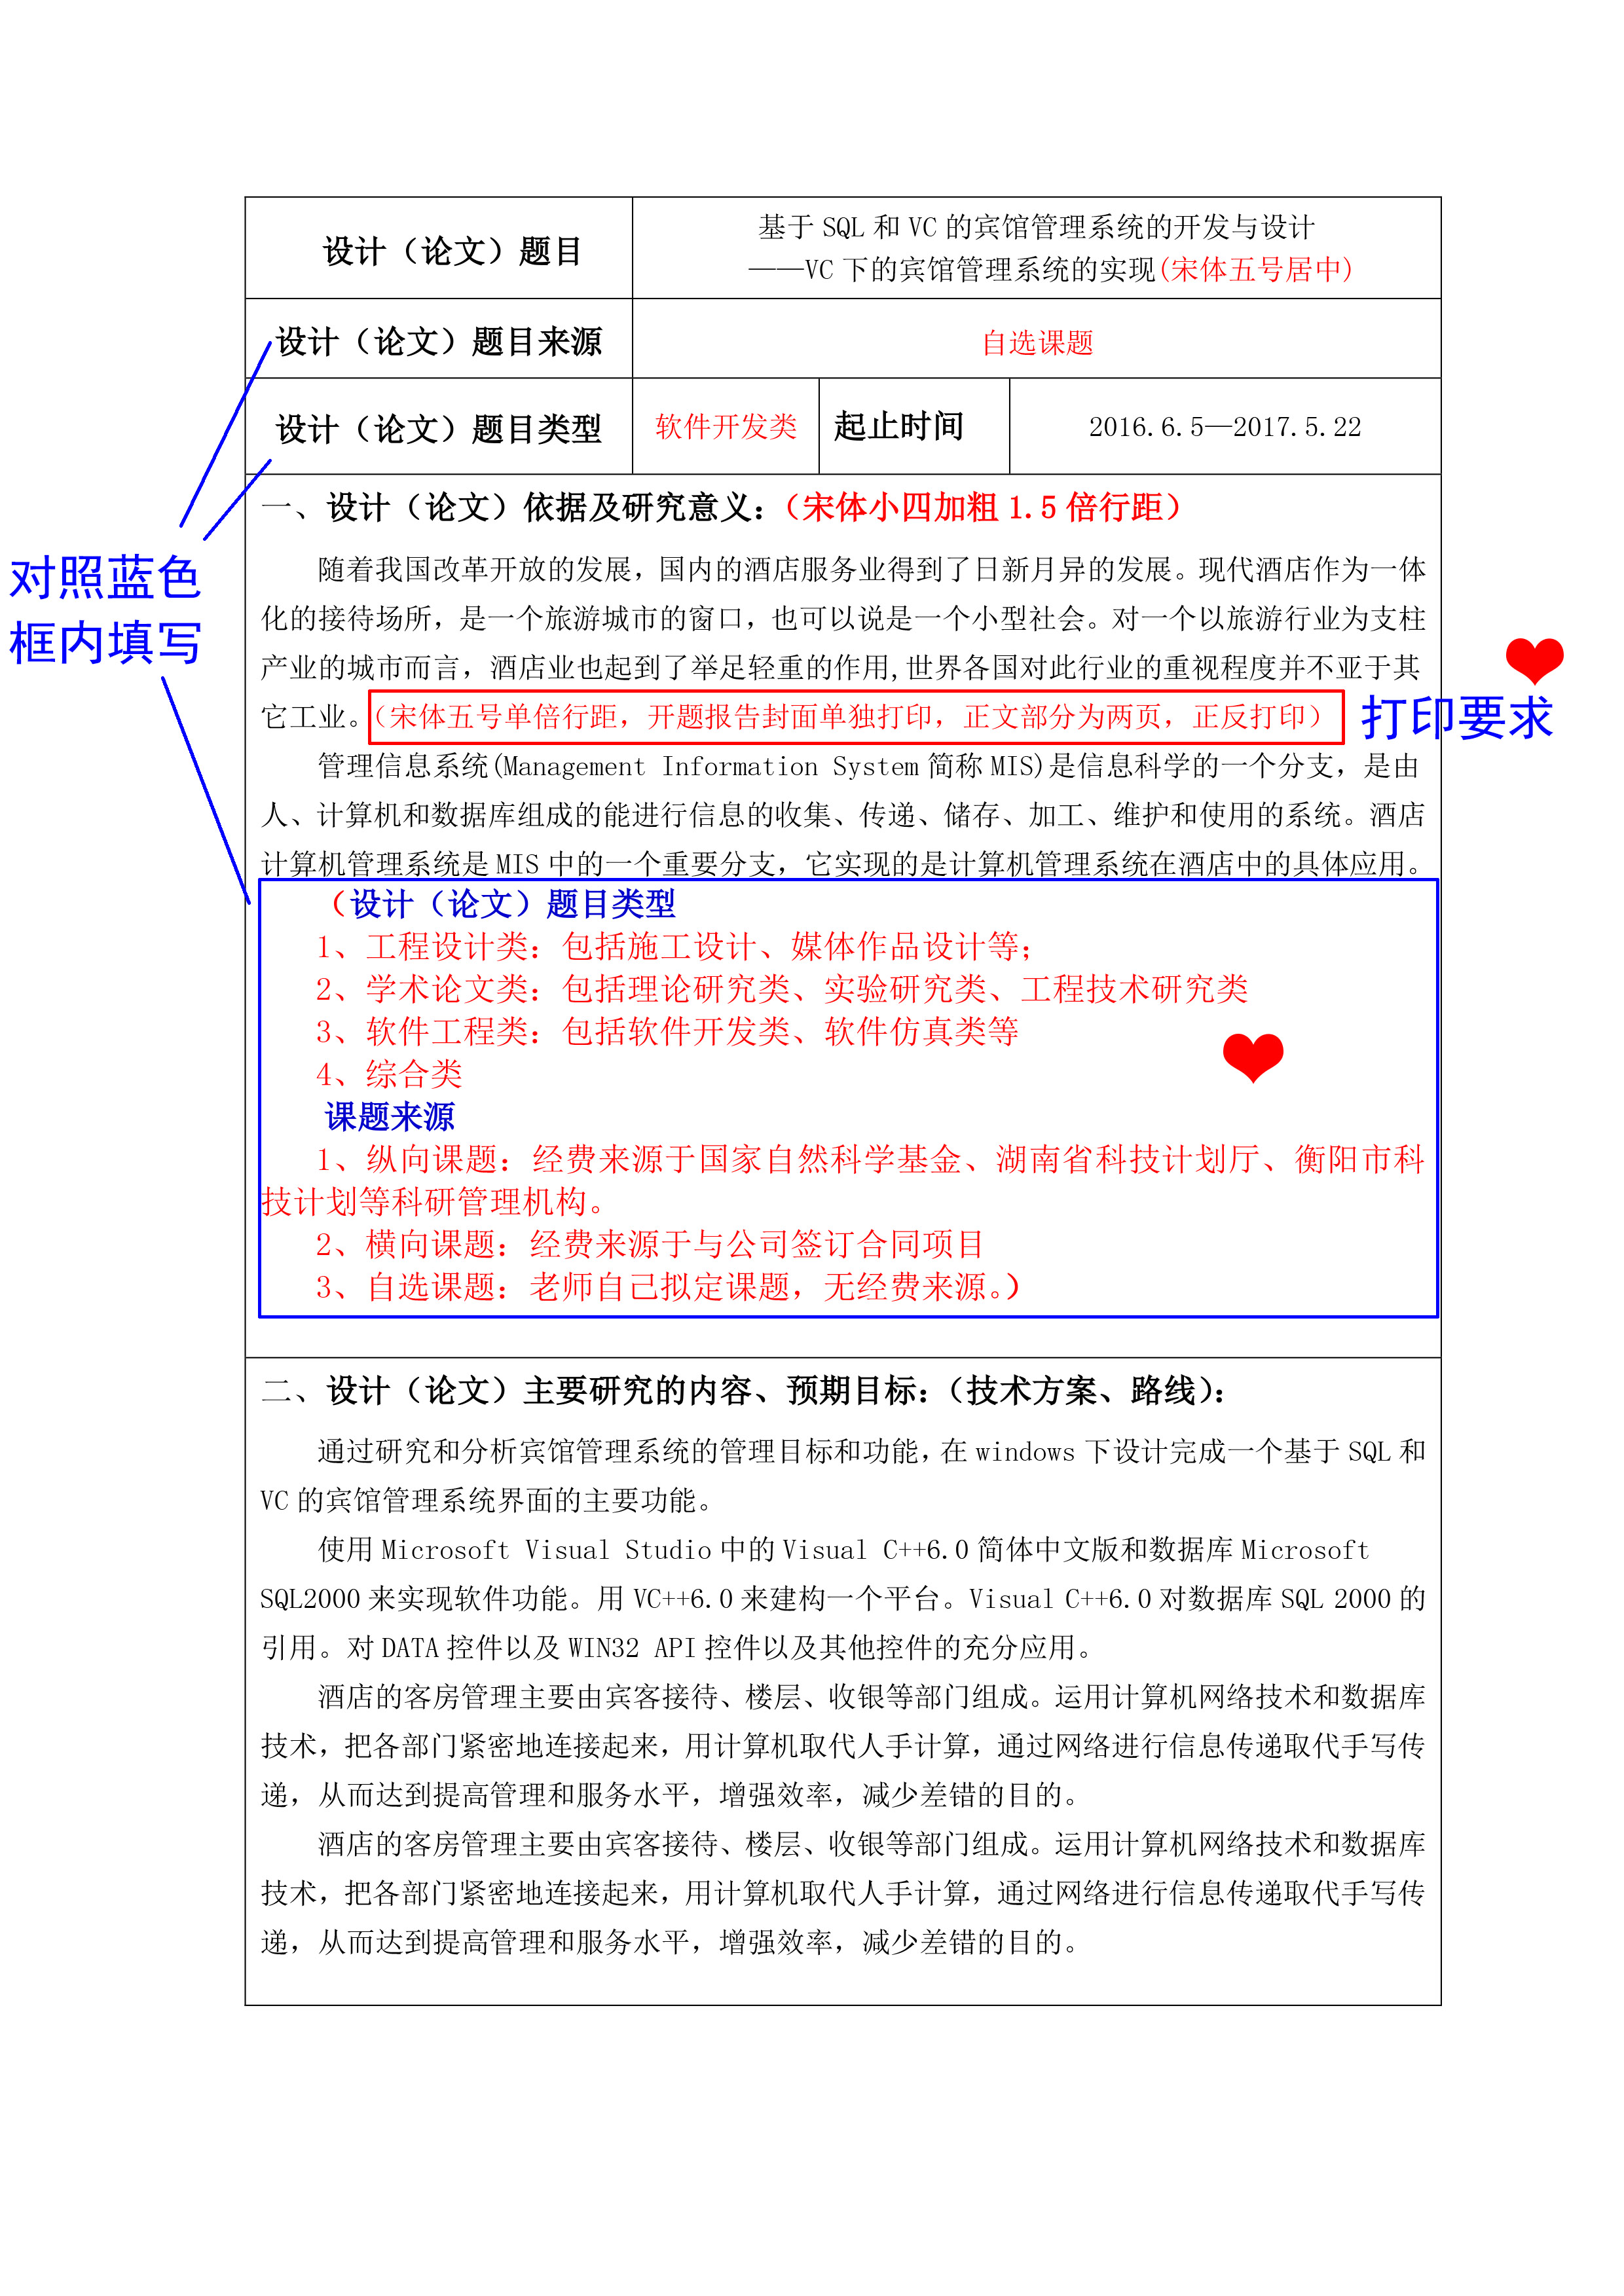 设计（论文）题目
基于 SQL 和 VC 的宾馆管理系统的开发与设计
——VC 下的宾馆管理系统的实现(宋体五号居中)
设计（论文）题目来源
自选课题
设计（论文）题目类型
软件开发类
起止时间
2016.6.5—2017.5.22
对照蓝色
框内填写
一、设计（论文）依据及研究意义：（宋体小四加粗 1.5 倍行距）
随着我国改革开放的发展，国内的酒店服务业得到了日新月异的发展。现代酒店作为一体
化的接待场所，是一个旅游城市的窗口，也可以说是一个小型社会。对一个以旅游行业为支柱
产业的城市而言，酒店业也起到了举足轻重的作用,世界各国对此行业的重视程度并不亚于其
它工业。（宋体五号单倍行距，开题报告封面单独打印，正文部分为两页，正反打印）
打印要求
管理信息系统(Management Information System 简称 MIS)是信息科学的一个分支，是由
人、计算机和数据库组成的能进行信息的收集、传递、储存、加工、维护和使用的系统。酒店
计算机管理系统是 MIS 中的一个重要分支，它实现的是计算机管理系统在酒店中的具体应用。
（设计（论文）题目类型
1、工程设计类：包括施工设计、媒体作品设计等；
2、学术论文类：包括理论研究类、实验研究类、工程技术研究类
3、软件工程类：包括软件开发类、软件仿真类等
4、综合类
课题来源
1、纵向课题：经费来源于国家自然科学基金、湖南省科技计划厅、衡阳市科
技计划等科研管理机构。
2、横向课题：经费来源于与公司签订合同项目
3、自选课题：老师自己拟定课题，无经费来源。）
二、设计（论文）主要研究的内容、预期目标：（技术方案、路线）：
通过研究和分析宾馆管理系统的管理目标和功能，在 windows 下设计完成一个基于 SQL 和
VC 的宾馆管理系统界面的主要功能。
使用 Microsoft Visual Studio 中的 Visual C++6.0 简体中文版和数据库 Microsoft
SQL2000 来实现软件功能。用 VC++6.0 来建构一个平台。Visual C++6.0 对数据库 SQL 2000 的
引用。对 DATA 控件以及 WIN32 API 控件以及其他控件的充分应用。
酒店的客房管理主要由宾客接待、楼层、收银等部门组成。运用计算机网络技术和数据库
技术，把各部门紧密地连接起来，用计算机取代人手计算，通过网络进行信息传递取代手写传
递，从而达到提高管理和服务水平，增强效率，减少差错的目的。
酒店的客房管理主要由宾客接待、楼层、收银等部门组成。运用计算机网络技术和数据库
技术，把各部门紧密地连接起来，用计算机取代人手计算，通过网络进行信息传递取代手写传
递，从而达到提高管理和服务水平，增强效率，减少差错的目的。